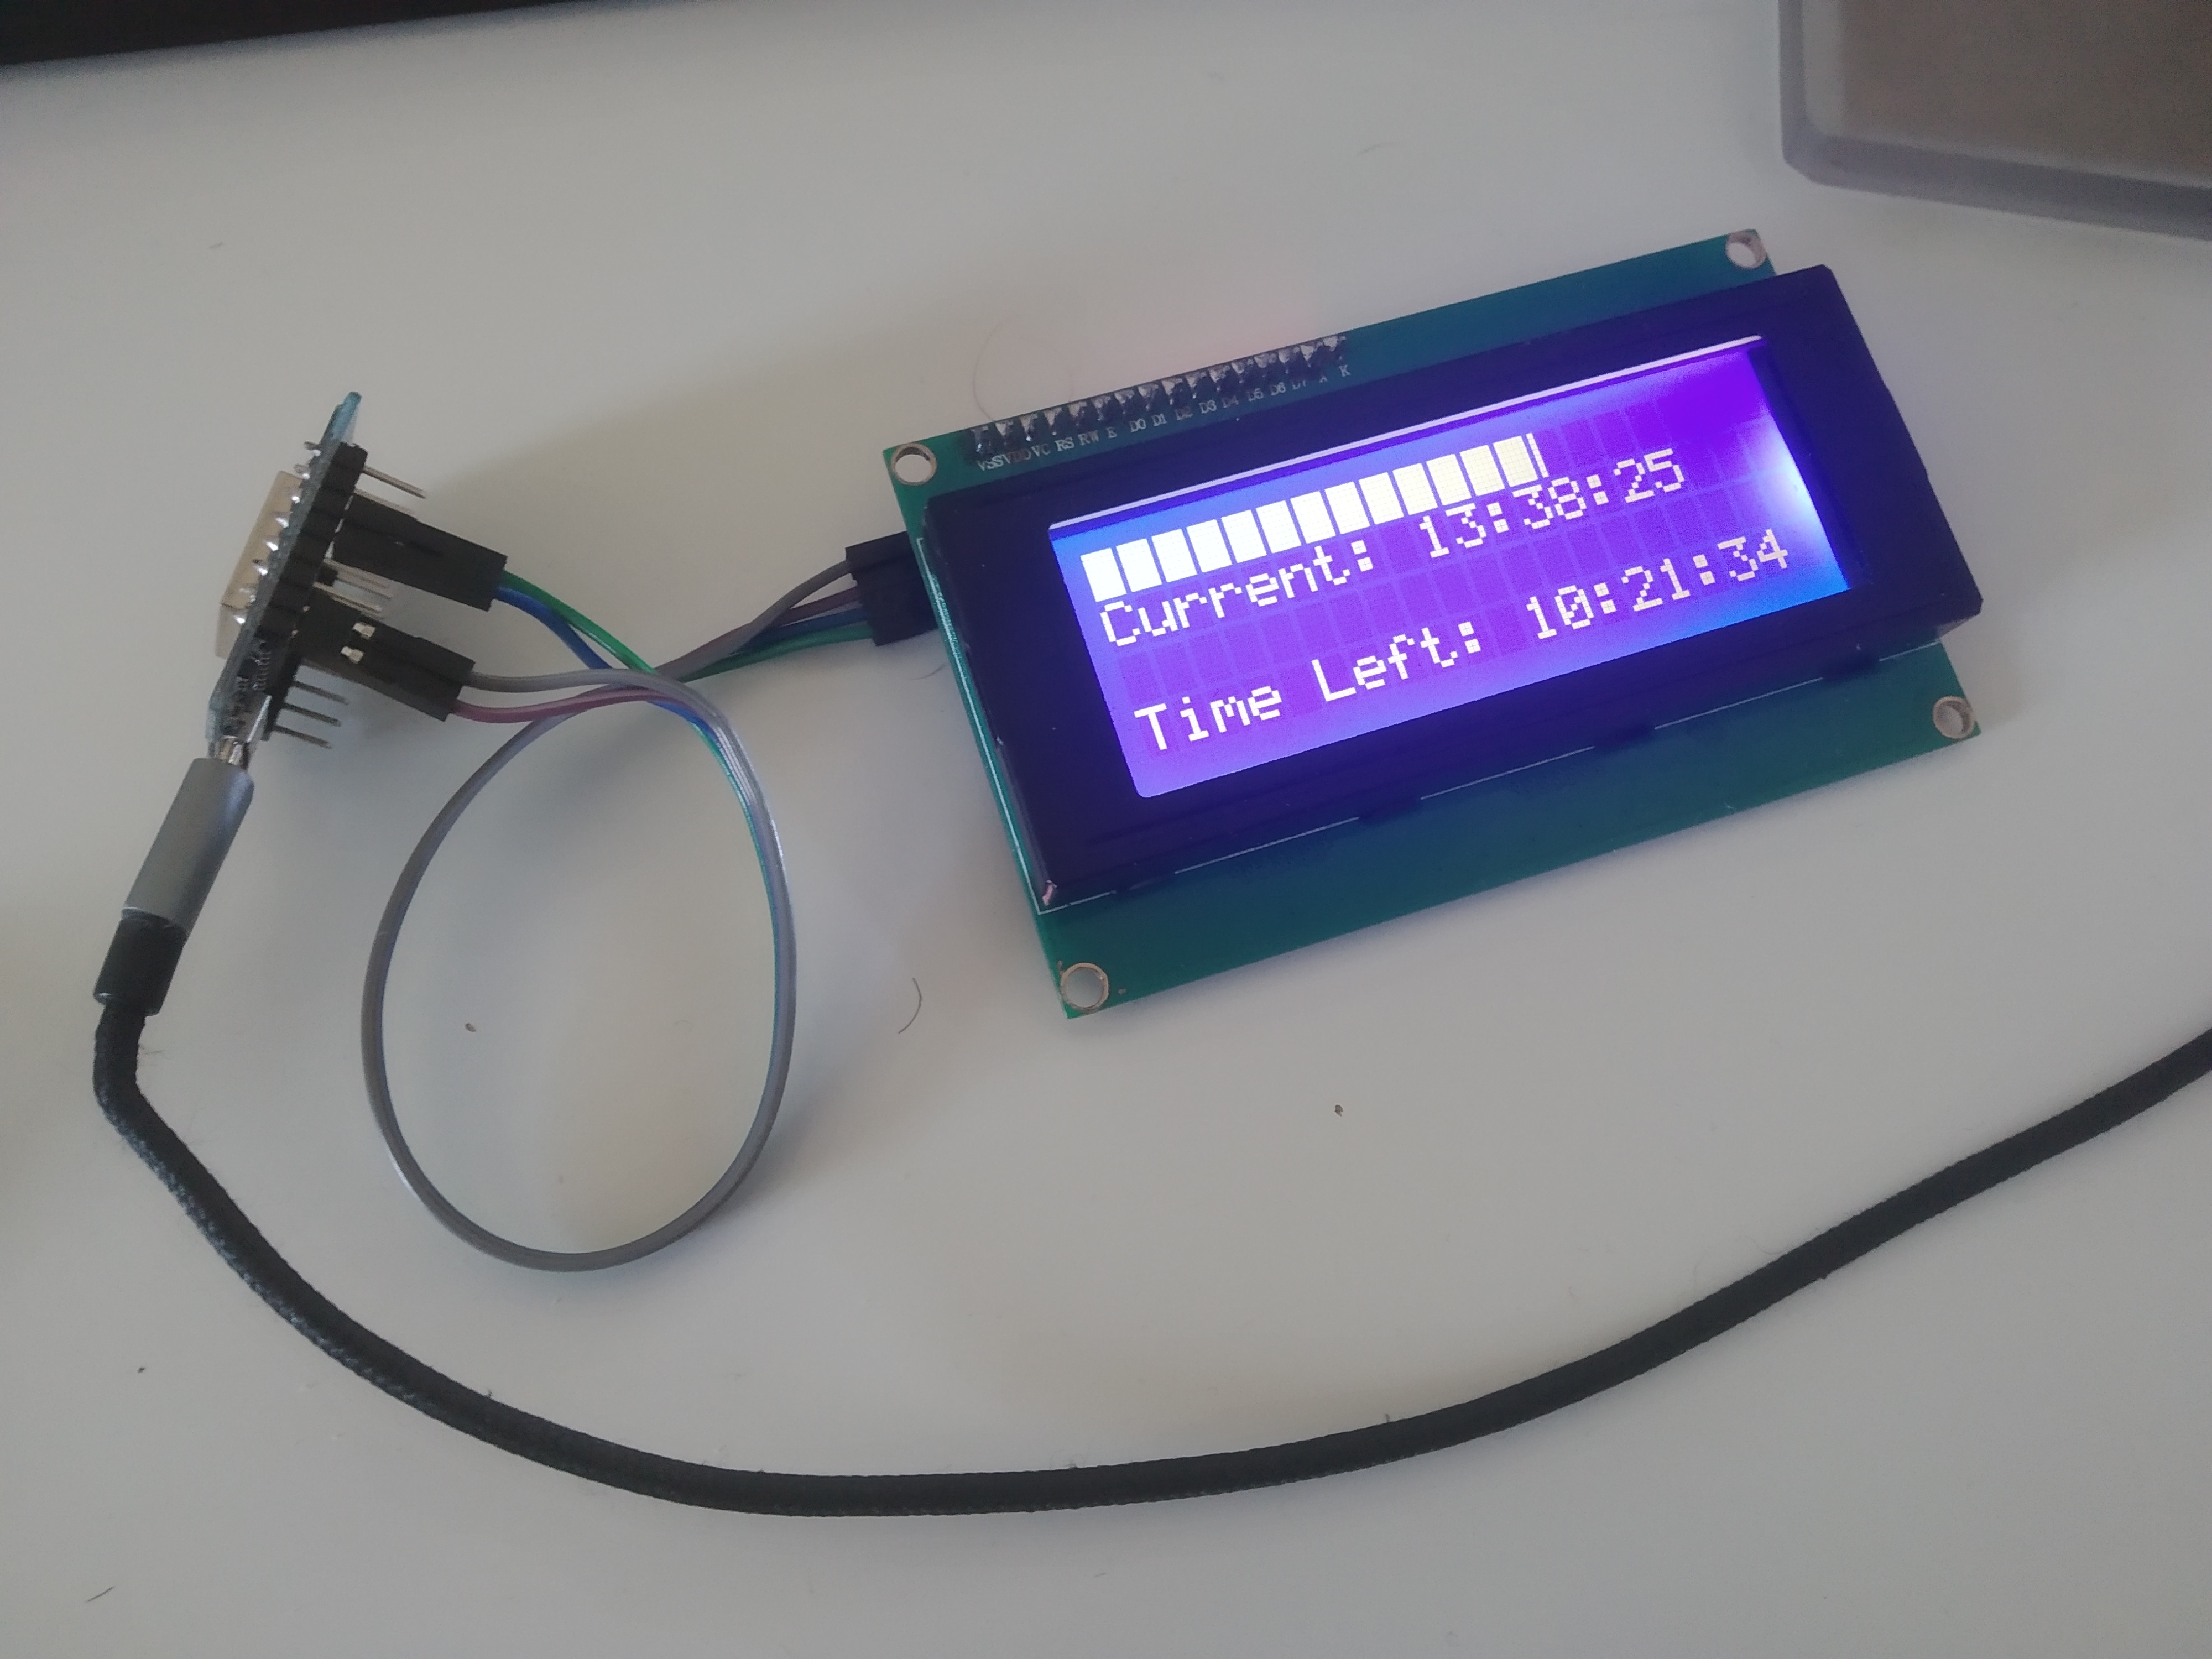 VSS VDD VC RS RW E D0 D1 D2 D3 D4 D5 D6 D7 A K
Current: 13:38:25
Time Left: 10:21:34